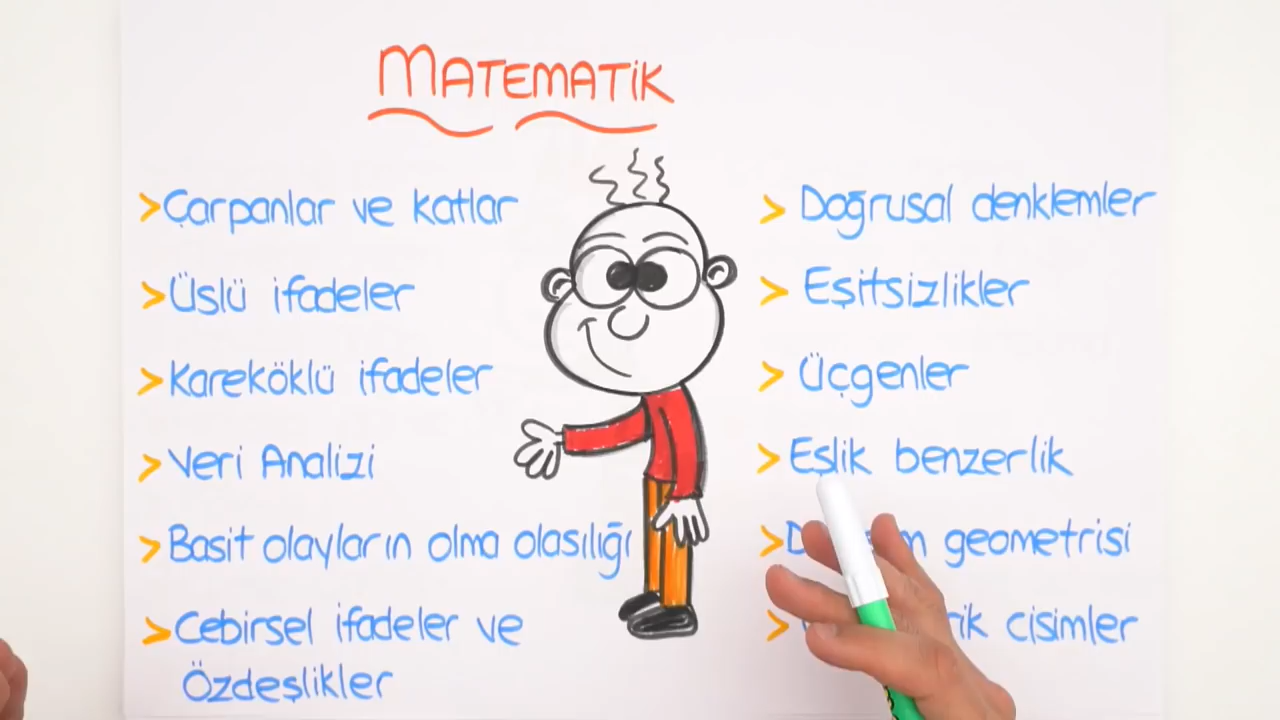 MATEMATİK
> Çarpanlar ve katlar
> Üslü ifadeler
> Kareköklü ifadeler
> Veri Analizi
> Basit olayların olma olasılığı
> Cebirsel ifadeler ve
Özdeşlikler
> Doğrusal denklemler
> Eşitsizlikler
> Üçgenler
> Eşlik benzerlik
> geometrisi
> cisimler